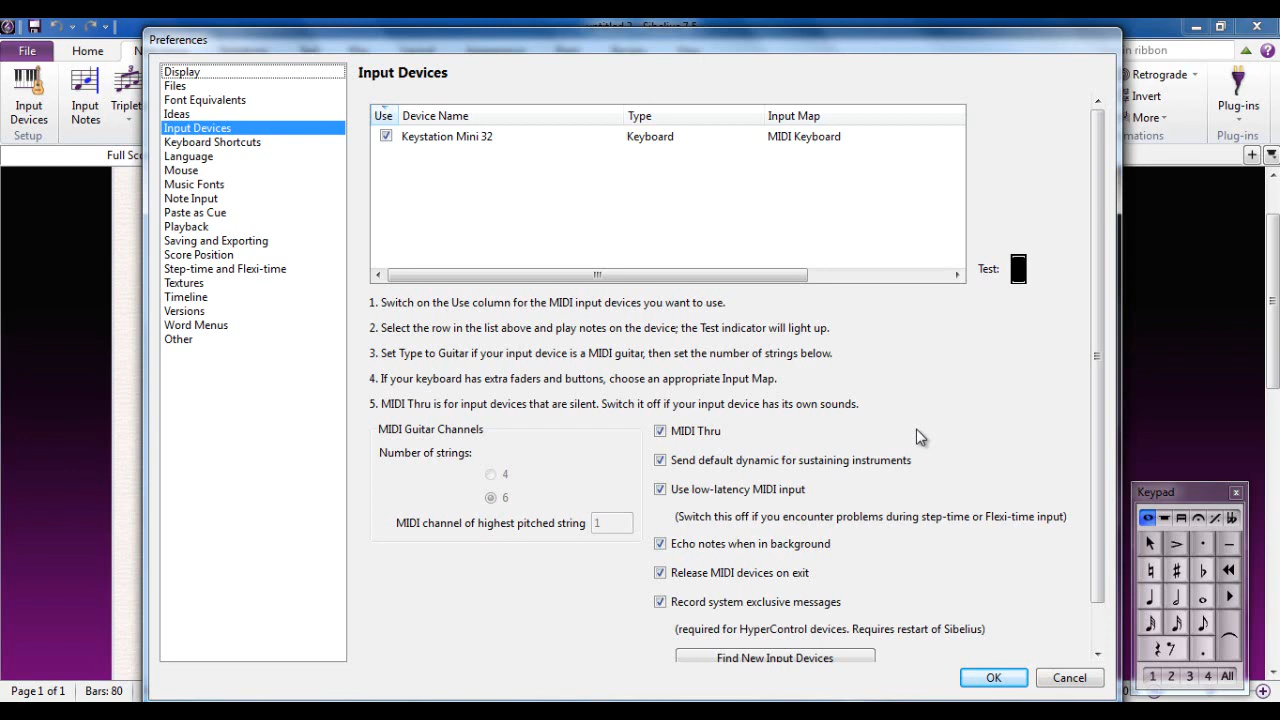 untitled 2 - Sibelius 7.5
Preferences
File
Home
in ribbon
Input
Devices
Setup
Input
Notes
Triplet
Retrograde
Invert
More
Plug-ins
Plug-ins
Display
Files
Font Equivalents
Ideas
Input Devices
Keyboard Shortcuts
Language
Mouse
Music Fonts
Note Input
Paste as Cue
Playback
Saving and Exporting
Score Position
Step-time and Flexi-time
Textures
Timeline
Versions
Word Menus
Other
Input Devices
Use Device Name Type Input Map
Keystation Mini 32 Keyboard MIDI Keyboard
Test:
1. Switch on the Use column for the MIDI input devices you want to use.
2. Select the row in the list above and play notes on the device; the Test indicator will light up.
3. Set Type to Guitar if your input device is a MIDI guitar, then set the number of strings below.
4. If your keyboard has extra faders and buttons, choose an appropriate Input Map.
5. MIDI Thru is for input devices that are silent. Switch it off if your input device has its own sounds.
MIDI Guitar Channels
Number of strings:
4
6
MIDI channel of highest pitched string 1
MIDI Thru
Send default dynamic for sustaining instruments
Use low-latency MIDI input
(Switch this off if you encounter problems during step-time or Flexi-time input)
Echo notes when in background
Release MIDI devices on exit
Record system exclusive messages
(required for HyperControl devices. Requires restart of Sibelius)
Find New Input Devices
OK
Cancel
Full Sco
Keypad
1 2 3 4 All
Page 1 of 1 Bars: 80